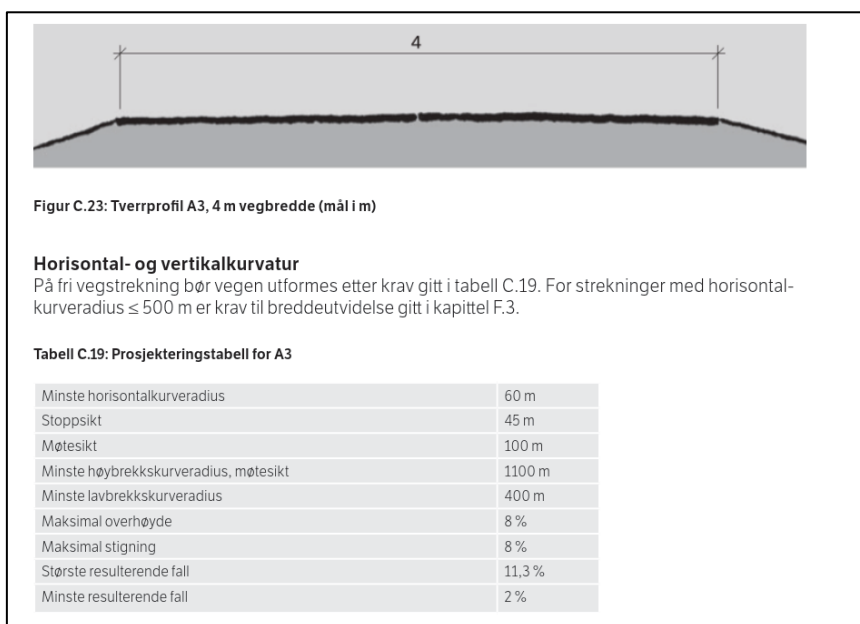 4
Figur C.23: Tverrprofil A3, 4 m vegbredde (mål i m)
Horisontal- og vertikalkurvatur
På fri vegstrekning bør vegen utformes etter krav gitt i tabell C.19. For strekninger med horisontal-
kurveradius ≤ 500 m er krav til breddeutvidelse gitt i kapittel F.3.
Tabell C.19: Prosjekteringstabell for A3
Minste horisontalkurveradius 60 m
Stoppsikt 45 m
Møtesikt 100 m
Minste høybrekkskurveradius, møtesikt 1100 m
Minste lavbrekkskurveradius 400 m
Maksimal overhøyde 8 %
Maksimal stigning 8 %
Största resulterende fall 11,3 %
Minste resulterende fall 2 %